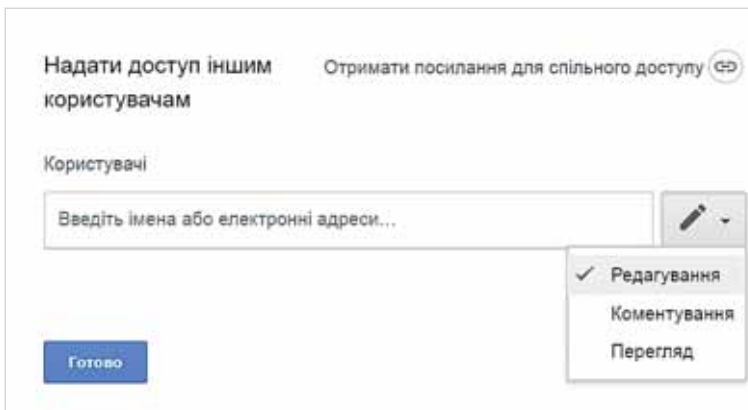 Надати доступ іншим
користувачам
Отримати посилання для спільного доступу
Користувачі
Введіть імена або електронні адреси...
Редагування
Коментування
Перегляд
Готово